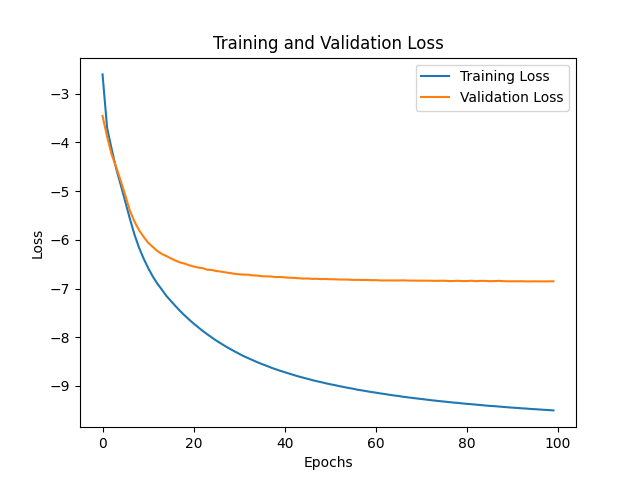 Training and Validation Loss
Training Loss
Validation Loss
Loss
−3
−4
−5
−6
−7
−8
−9
0 20 40 60 80 100
Epochs